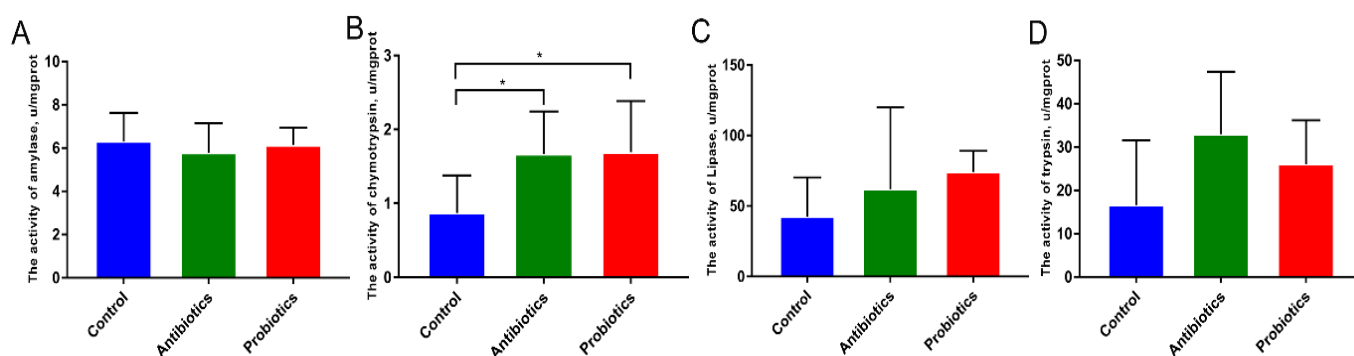 A
The activity of amylase, u/mgprot
10
8
6
4
2
0
Control
Antibiotics
Probiotics
B
The activity of chymotrypsin, u/mgprot
3
2
1
0
*
*
Control
Antibiotics
Probiotics
C
The activity of Lipase, u/mgprot
150
100
50
0
Control
Antibiotics
Probiotics
D
The activity of trypsin, u/mgprot
50
40
30
20
10
0
Control
Antibiotics
Probiotics